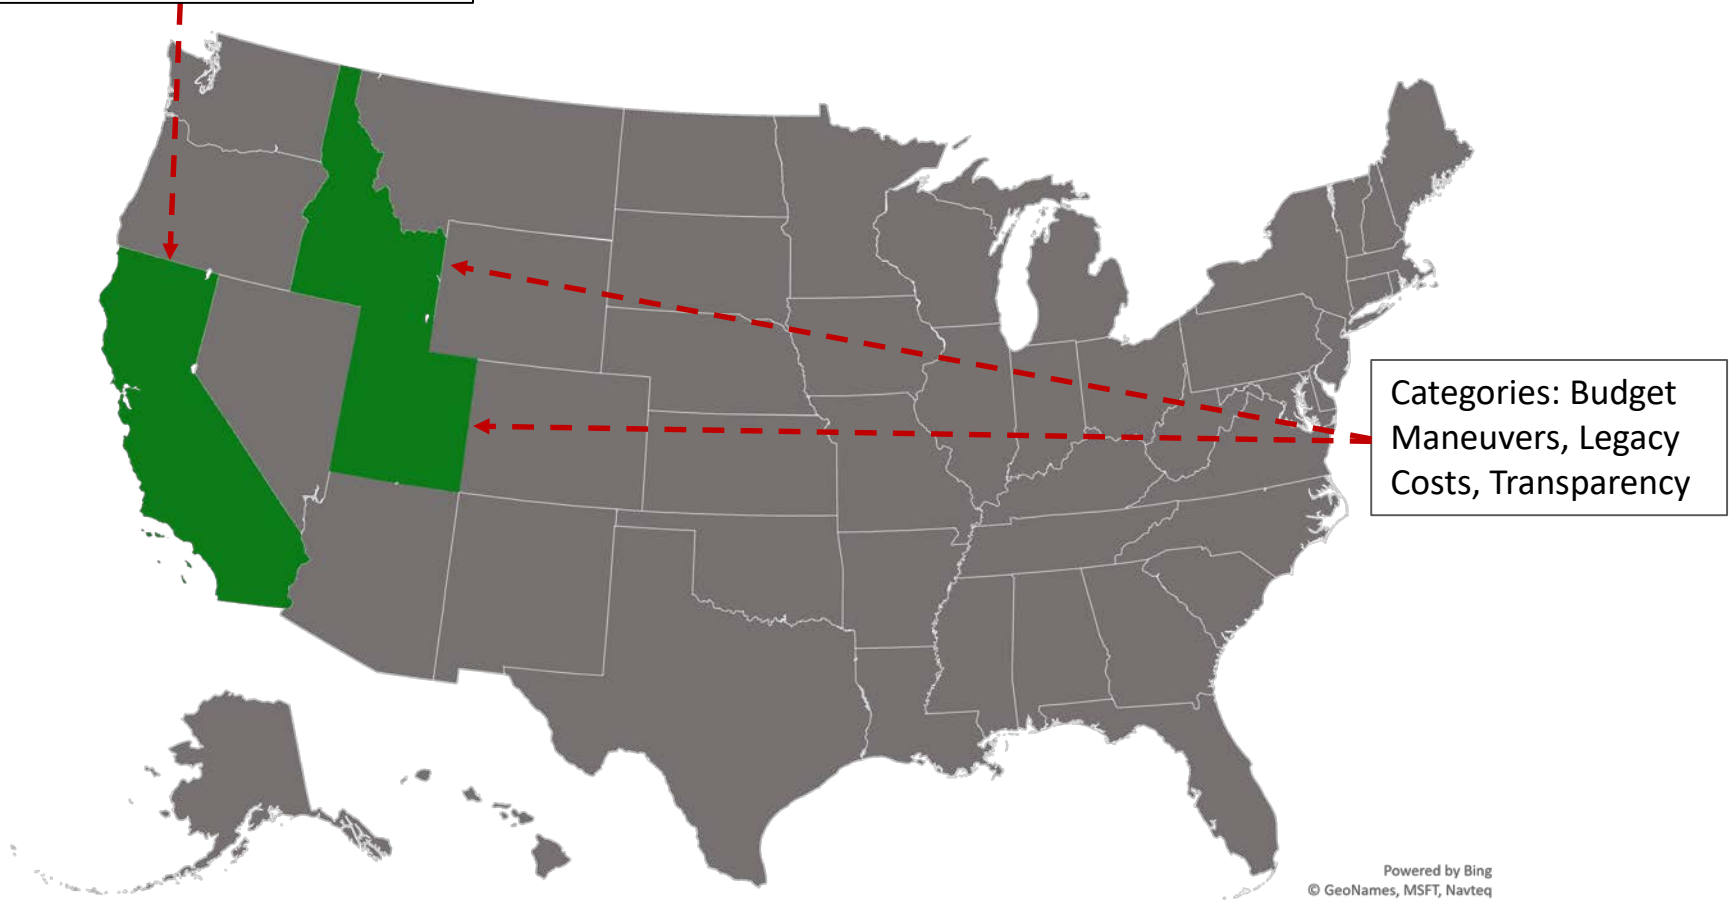 Categories: Budget
Maneuvers, Legacy
Costs, Transparency
Powered by Bing
© GeoNames, MSFT, Navteq